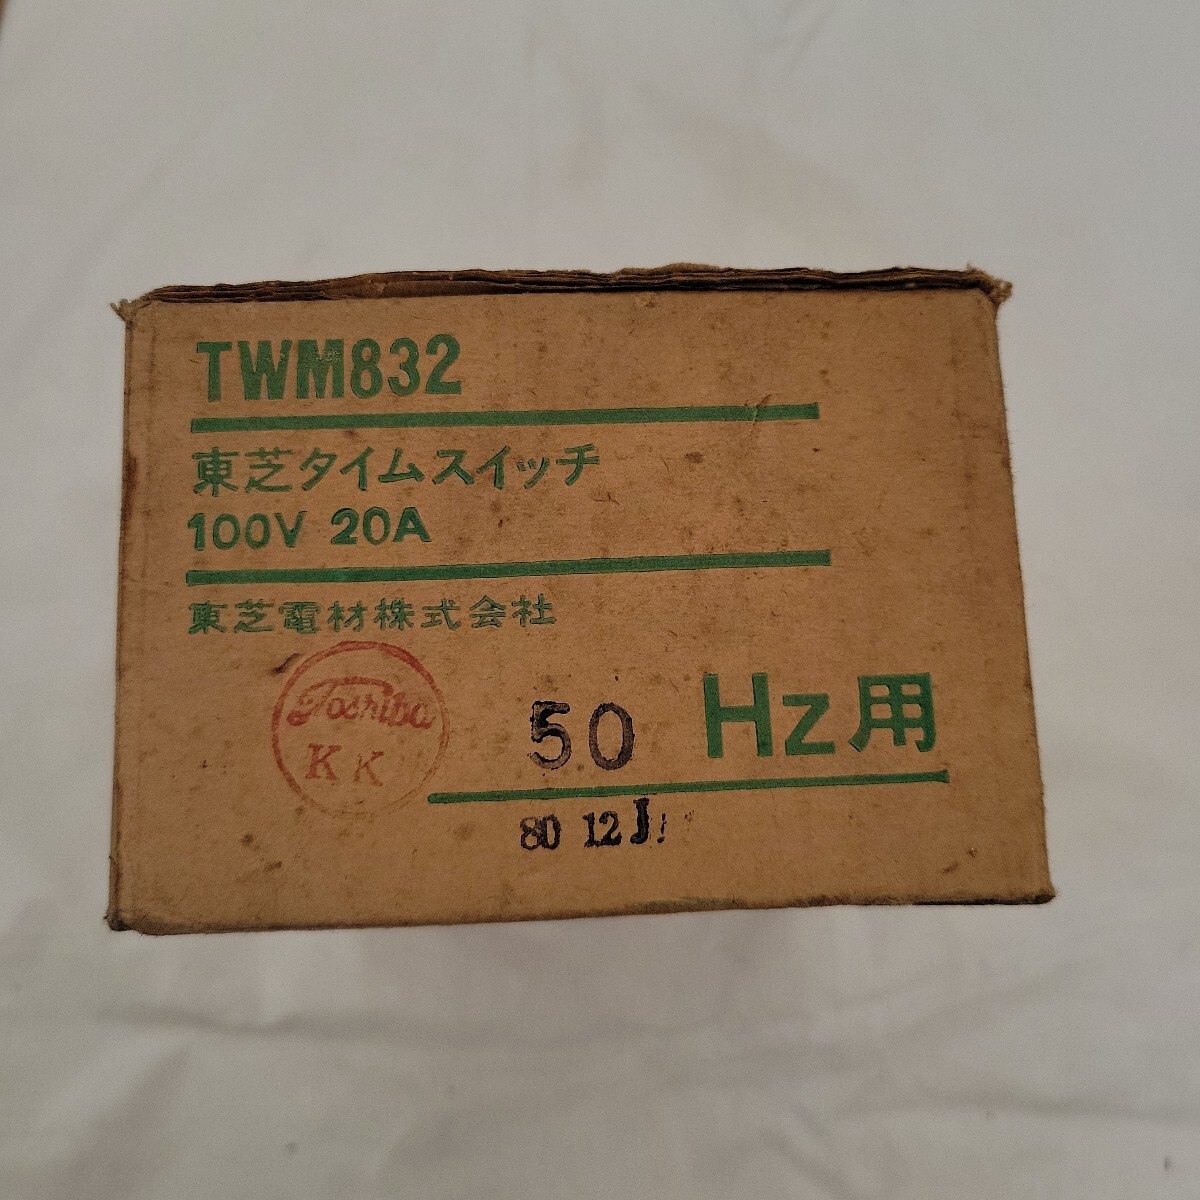 TWM832
東芝タイムスイッチ
100V 20A
東芝電材株式会社
Toshiba
KK
50 Hz用
80 12 J